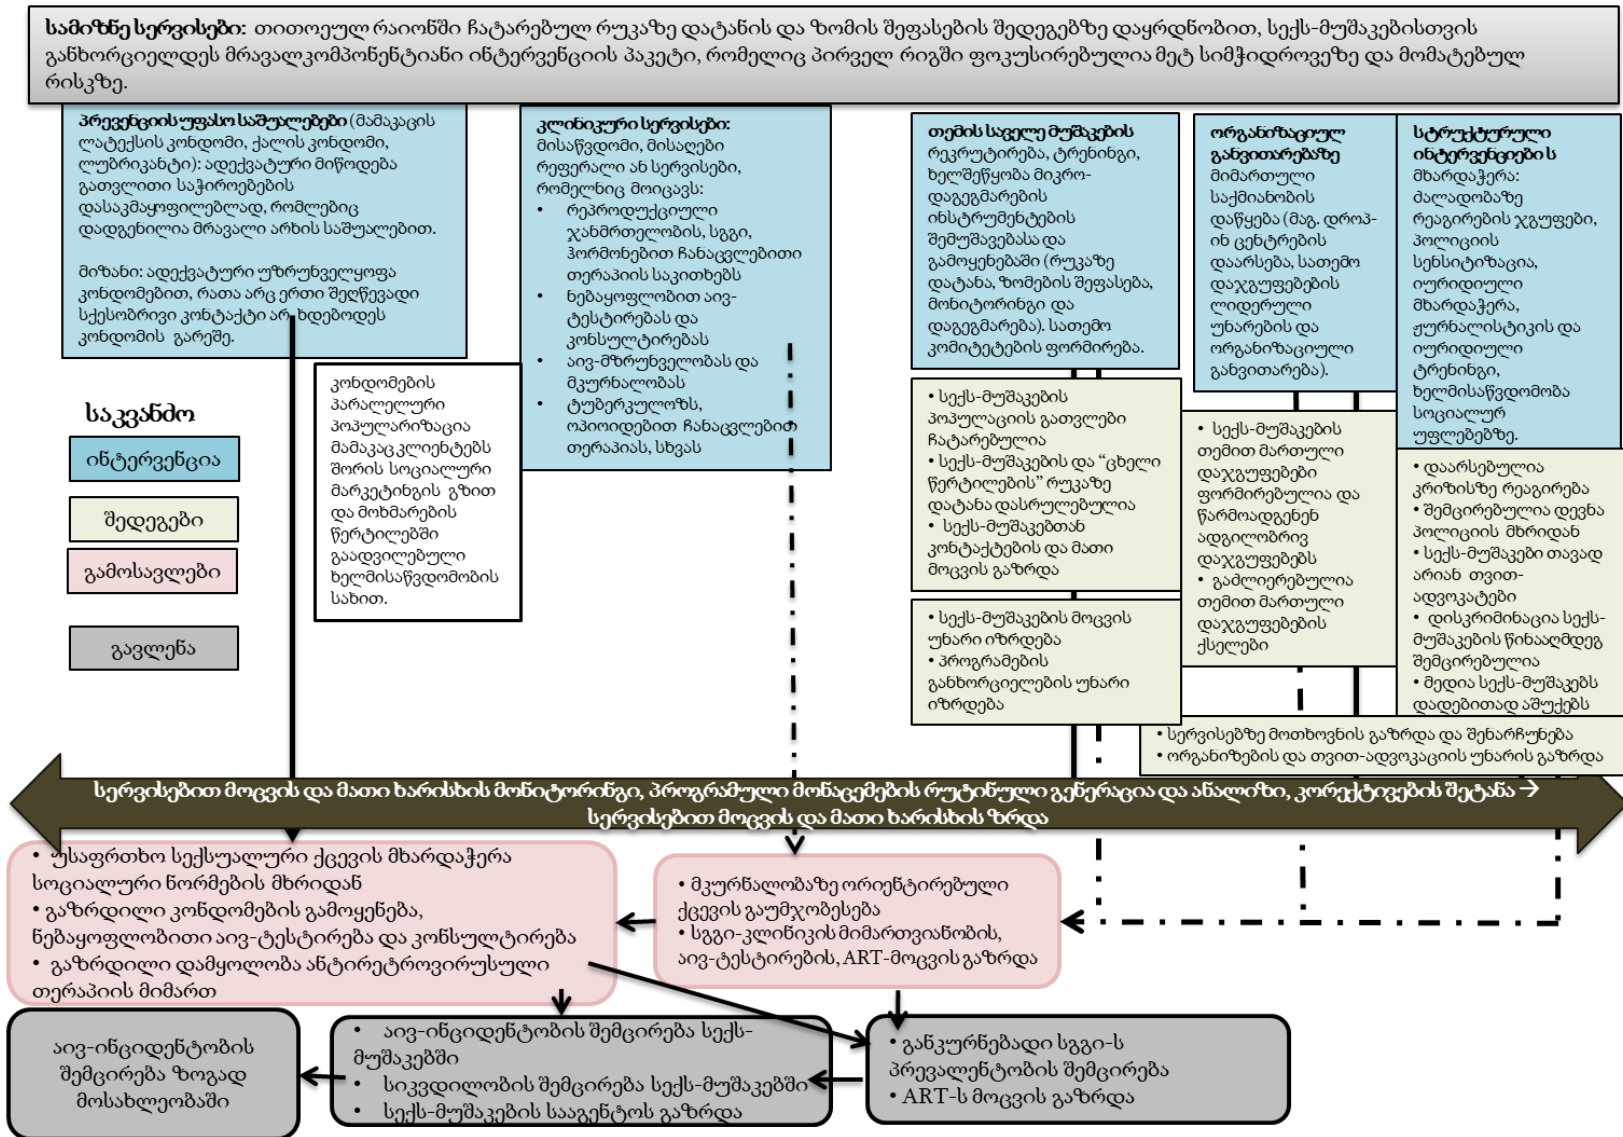 სამიზნე სერვისები: თითოეულ რაიონში ჩატარებულ რუკაზე დატანის და ზომის შეფასების შედეგებზე დაყრდნობით, სექს-მუშაკებისთვის
განხორციელდეს მრავალკომპონენტიანი ინტერვენციის პაკეტი, რომელიც პირველ რიგში ფოკუსირებულია მეტ სიმჭიდროვეზე და მომატებულ
რისკზე.
პრევენციის უფასო საშუალებები (მამაკაცის
ლატექსის კონდომი, ქალის კონდომი,
ლუბრიკანტი): ადექვატური მიწოდება
გათვლითი საჭიროებების
დასაკმაყოფილებლად, რომლებიც
დადგენილია მრავალი არხის საშუალებით.
მიზანი: ადექვატური უზრუნველყოფა
კონდომებით, რათა არც ერთი შეღწევადი
სქესობრივი კონტაქტი არ ხდებოდეს
კონდომის გარეშე.
კლინიკური სერვისები:
მისაწვდომი, მისაღები
რეფერალი ან სერვისები,
რომელნიც მოიცავს:
• რეპროდუქციული
ჯანმრთელობის, სგგი,
ჰორმონებით ჩანაცვლებითი
თერაპიის საკითხებს
• ნებაყოფლობით აივ-
ტესტირებას და
კონსულტირებას
• აივ-მზრუნველობას და
მკურნალობას
• ტუბერკულოზს,
ოპიოიდებით ჩანაცვლებით
თერაპიას, სხვას
თემის საველე მუშაკების
რეკრუტირება, ტრენინგი,
ხელშეწყობა მიკრო-
დაგეგმარების
ინსტრუმენტების
შემუშავებასა და
გამოყენებაში (რუკაზე
დატანა, ზომების შეფასება,
მონიტორინგი და
დაგეგმარება). სათემო
კომიტეტების ფორმირება.
ორგანიზაციულ
განვითარებაზე
მიმართული
საქმიანობის
დაწყება (მაგ. დროპ-
ინ ცენტრების
დაარსება, სათემო
დაჯგუფებების
ლიდერული
უნარების და
ორგანიზაციული
განვითარება).
სტრუქტურული
ინტერვენციები ს
მხარდაჭერა:
ძალადობაზე
რეაგირების ჯგუფები,
პოლიციის
სენსიტიზაცია,
იურიდიული
მხარდაჭერა,
ჟურნალისტიკის და
იურიდიული
ტრენინგი,
ხელმისაწვდომობა
სოციალურ
უფლებებზე.
საკვანძო
ინტერვენცია
შედეგები
გამოსავლები
გავლენა
კონდომების
პარალელური
პოპულარიზაცია
მამაკაც კლიენტებს
შორის სოციალური
მარკეტინგის გზით
და მოხმარების
წერტილებში
გაადვილებული
ხელმისაწვდომობის
სახით.
• სექს-მუშაკების
პოპულაციის გათვლები
ჩატარებულია
• სექს-მუშაკების და “ცხელი
წერტილების” რუკაზე
დატანა დასრულებულია
• სექს-მუშაკებთან
კონტაქტების და მათი
მოცვის გაზრდა
• სექს-მუშაკების მოცვის
უნარი იზრდება
• პროგრამების
განხორციელების უნარი
იზრდება
• სექს-მუშაკების
თემით მართული
დაჯგუფებები
ფორმირებულია და
წარმოადგენენ
ადგილობრივ
დაჯგუფებებს
• გაძლიერებულია
თემით მართული
დაჯგუფებების
ქსელები
• დაარსებულია
კრიზისზე რეაგირება
• შემცირებულია დევნა
პოლიციის მხრიდან
• სექს-მუშაკები თავად
არიან თვით-
ადვოკატები
• დისკრიმინაცია სექს-
მუშაკების წინააღმდეგ
შემცირებულია
• მედია სექს-მუშაკებს
დადებითად აშუქებს
• სერვისებზე მოთხოვნის გაზრდა და შენარჩუნება
• ორგანიზების და თვით-ადვოკაციის უნარის გაზრდა
სერვისებით მოცვის და მათი ხარისხის მონიტორინგი, პროგრამული მონაცემების რუტინული გენერაცია და ანალიზი, კორექტივების შეტანა →
სერვისებით მოცვის და მათი ხარისხის ზრდა
• უსაფრთხო სექსუალური ქცევის მხარდაჭერა
სოციალური ნორმების მხრიდან
• გაზრდილი კონდომების გამოყენება,
ნებაყოფლობითი აივ-ტესტირება და კონსულტირება
• გაზრდილი დამყოლობა ანტირეტროვირუსული
თერაპიის მიმართ
• მკურნალობაზე ორიენტირებული
ქცევის გაუმჯობესება
• სგგი-კლინიკის მიმართვიანობის,
აივ-ტესტირების, ART-მოცვის გაზრდა
აივ-ინციდენტობის
შემცირება ზოგად
მოსახლეობაში
• აივ-ინციდენტობის შემცირება სექს-
მუშაკებში
• სიკვდილობის შემცირება სექს-მუშაკებში
• სექს-მუშაკების სააგენტოს გაზრდა
• განკურნებადი სგგი-ს
პრევალენტობის შემცირება
• ART-ს მოცვის გაზრდა